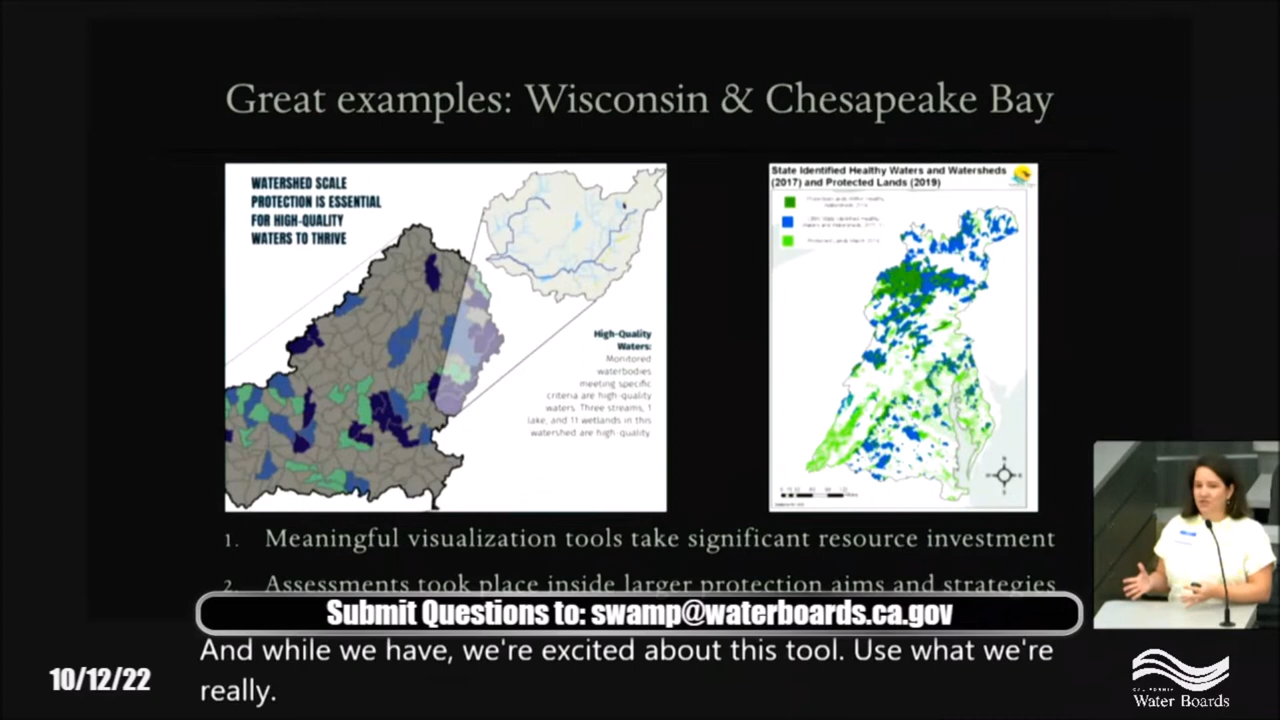 Great examples: Wisconsin & Chesapeake Bay
WATERSHED SCALE
PROTECTION IS ESSENTIAL
FOR HIGH-QUALITY
WATERS TO THRIVE
High-Quality
Waters:
Monitored
waterbodies
meeting specific
criteria are high-quality
waters. Three streams, 1
lake, and 11 wetlands in this
watershed are high-quality.
State Identified Healthy Waters and Watersheds
(2017) and Protected Lands (2019)
N
1. Meaningful visualization tools take significant resource investment
2. Assessments took place inside larger protection aims and strategies
Submit Questions to: swamp@waterboards.ca.gov
And while we have, we're excited about this tool. Use what we're
really.
10/12/22
CALIFORNIA
Water Boards